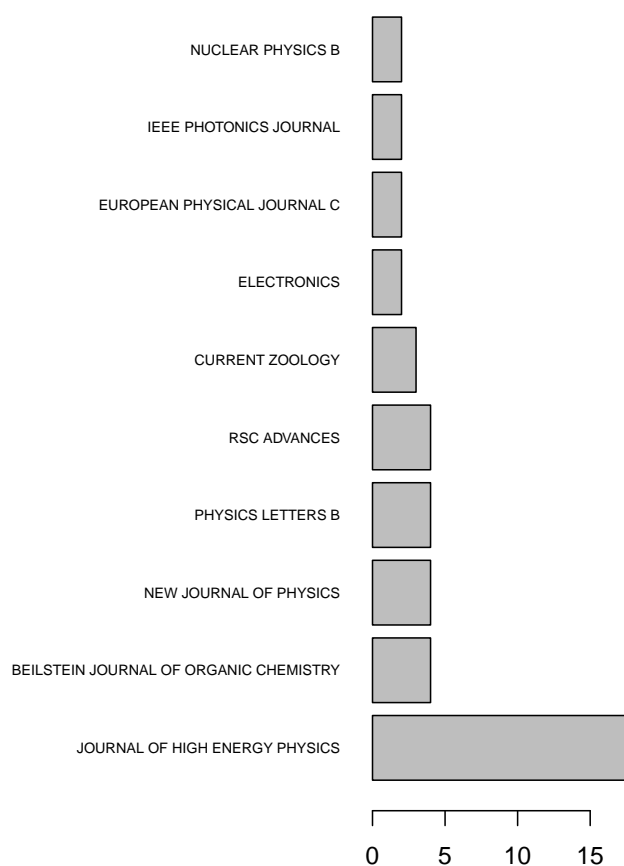 NUCLEAR PHYSICS B
IEEE PHOTONICS JOURNAL
EUROPEAN PHYSICAL JOURNAL C
ELECTRONICS
CURRENT ZOOLOGY
RSC ADVANCES
PHYSICS LETTERS B
NEW JOURNAL OF PHYSICS
BEILSTEIN JOURNAL OF ORGANIC CHEMISTRY
JOURNAL OF HIGH ENERGY PHYSICS
0 5 10 15